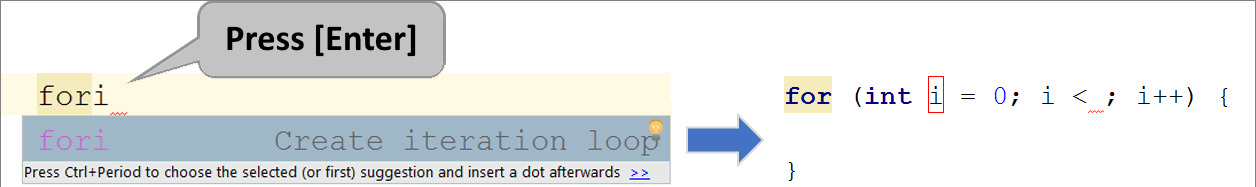 Press [Enter]
fori
fori Create iteration loop
Press Ctrl+Period to choose the selected (or first) suggestion and insert a dot afterwards >>
for (int i = 0; i < ; i++) {
}